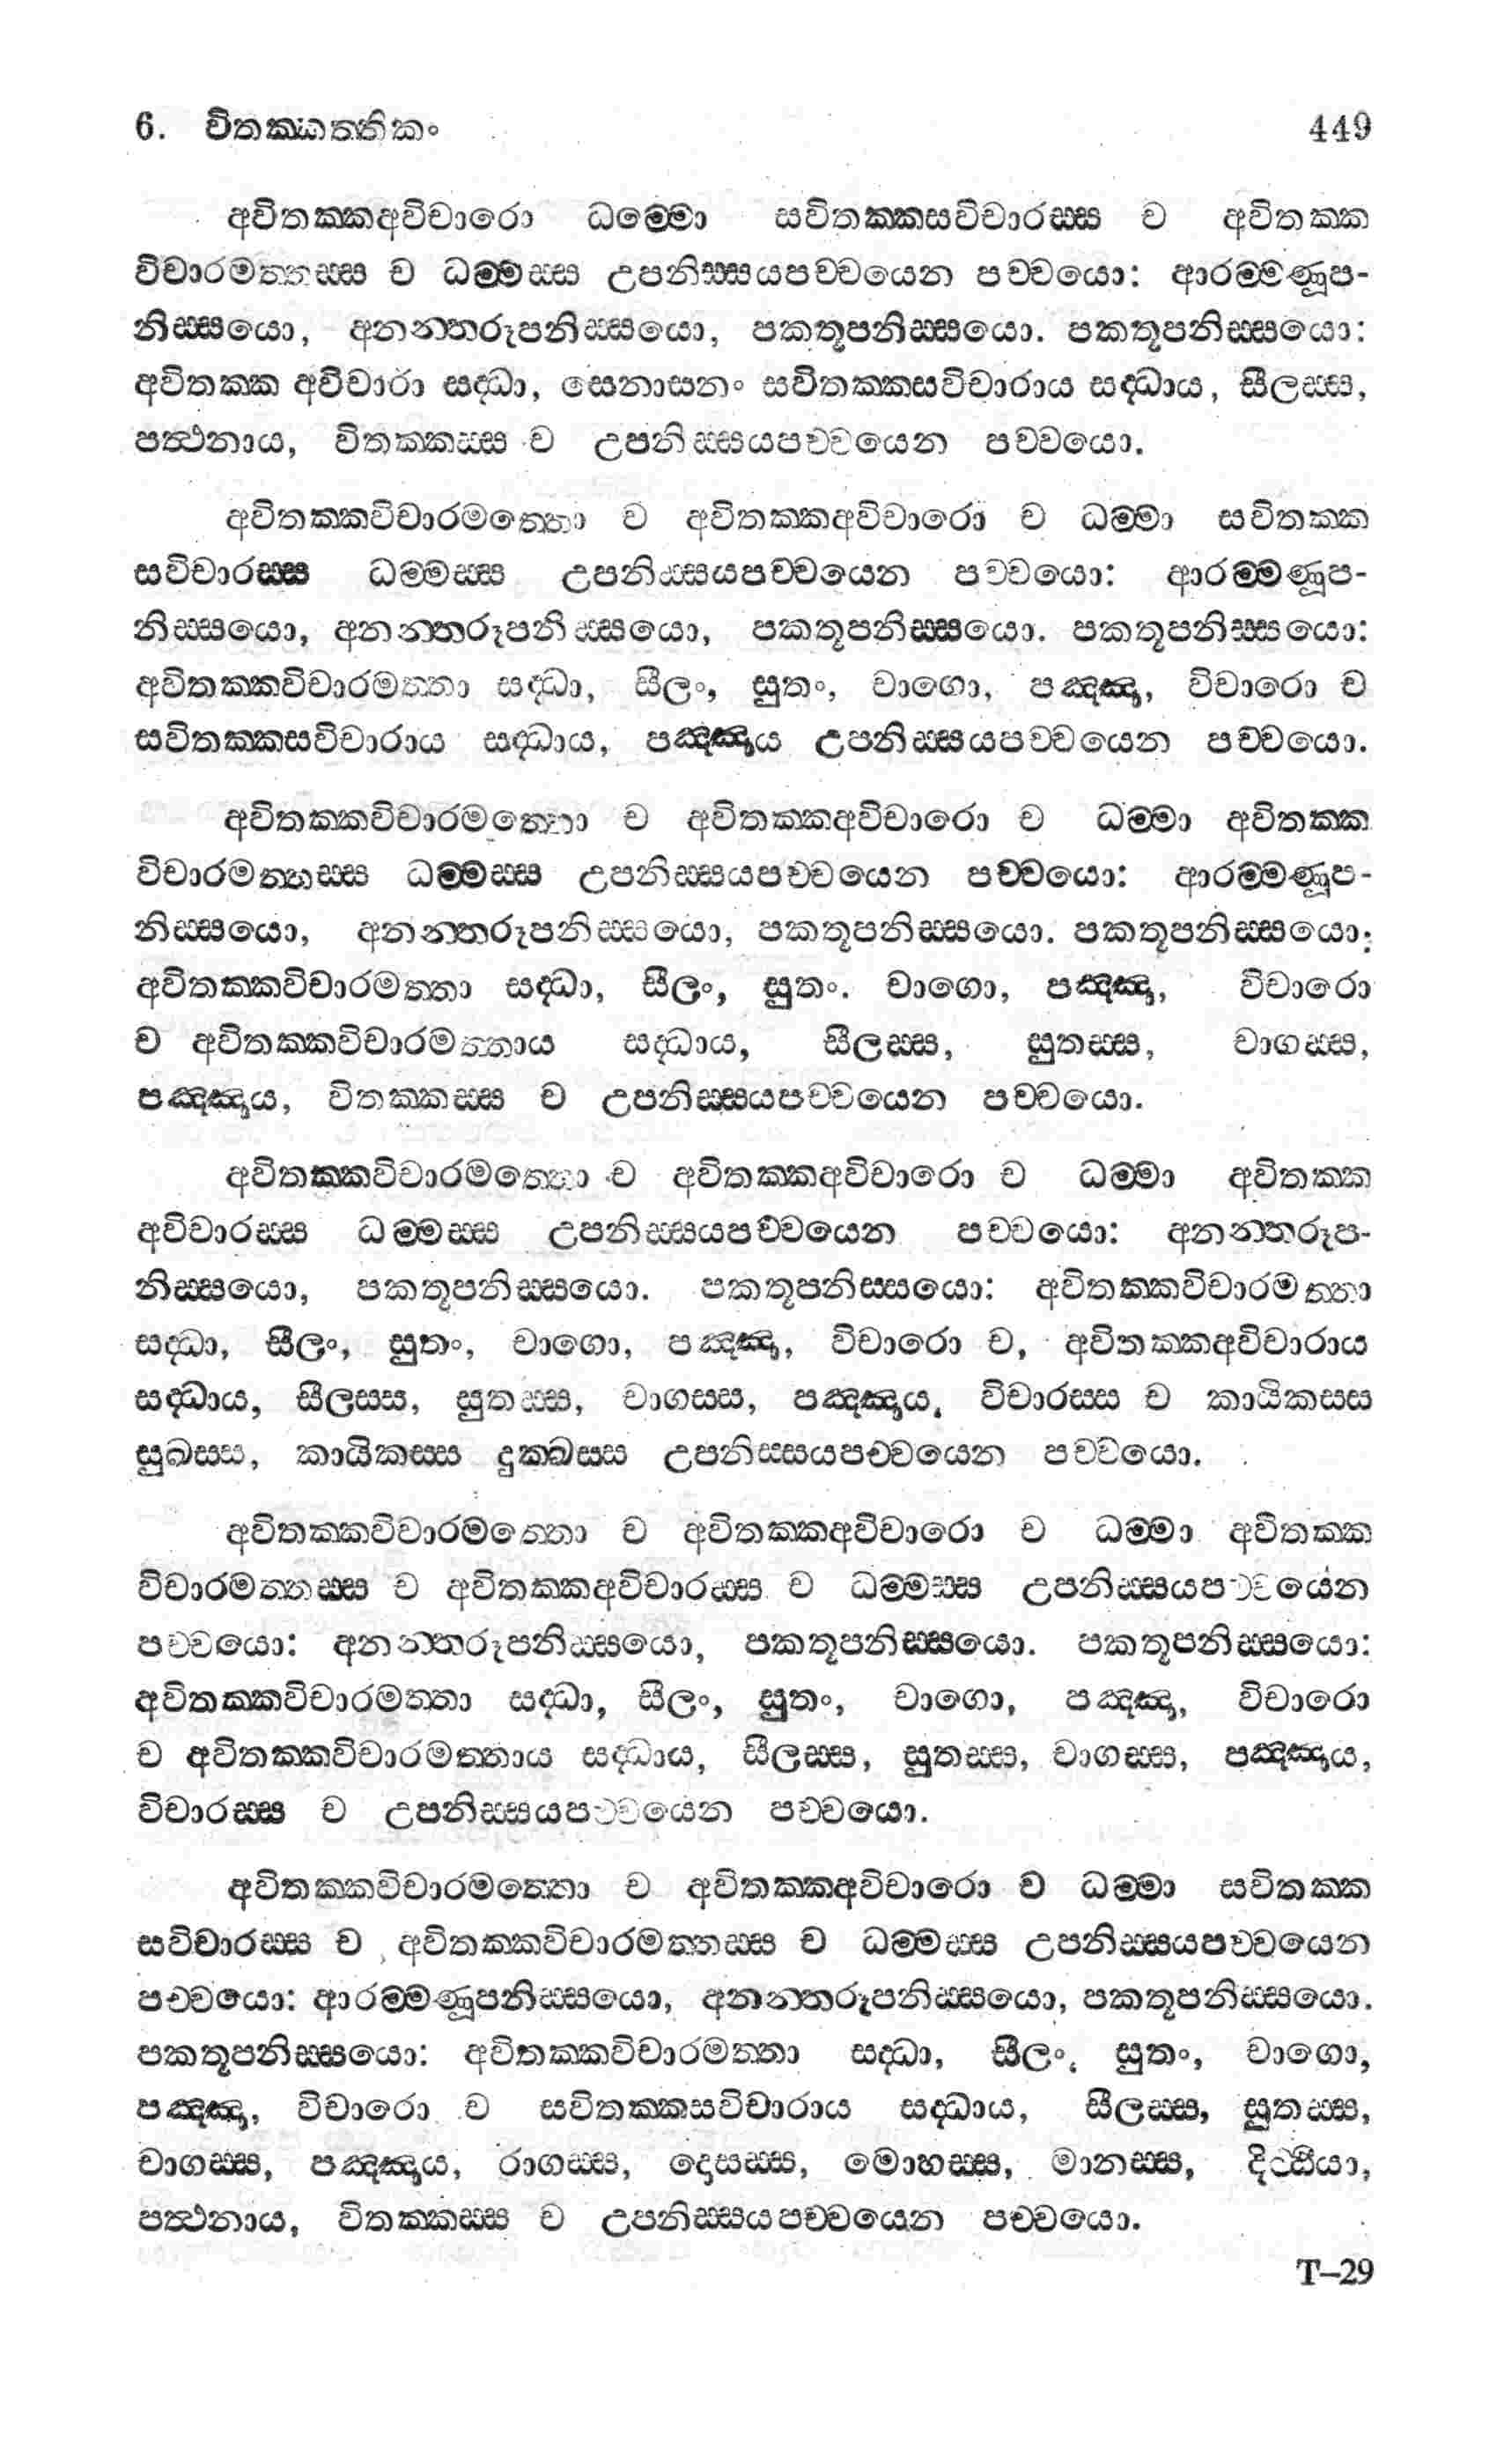 6. විතක්කත්තිකං 449
අවිතක්කඅවිචාරො ධම්මො සවිතක්කසවිචාරස්ස ච අවිතක්ක
විචාරමත්තස්ස ච ධම්මස්ස උපනිස්සයපච්චයෙන පච්චයො: ආරම්මණූප-
නිස්සයො, අනන්තරූපනිස්සයො, පකතූපනිස්සයො. පකතූපනිස්සයො:
අවිතක්ක අවිචාරා සද්ධා, සෙනාසනං සවිතක්කසවිචාරාය සද්ධාය, සීලස්ස,
පත්ථනාය, විතක්කස්ස ච උපනිස්සයපච්චයෙන පච්චයො.
අවිතක්කවිචාරමත්තො ච අවිතක්කඅවිචාරො ච ධම්මා සවිතක්ක
සවිචාරස්ස ධම්මස්ස උපනිස්සයපච්චයෙන පච්චයො: ආරම්මණූප-
නිස්සයො, අනන්තරූපනිස්සයො, පකතූපනිස්සයො. පකතූපනිස්සයො:
අවිතක්කවිචාරමත්තා සද්ධා, සීලං, සුතං, චාගො, පඤ්ඤා, විචාරො ච
සවිතක්කසවිචාරාය සද්ධාය, පඤ්ඤාය උපනිස්සයපච්චයෙන පච්චයො.
අවිතක්කවිචාරමත්තො ච අවිතක්කඅවිචාරො ච ධම්මා අවිතක්ක
විචාරමත්තස්ස ධම්මස්ස උපනිස්සයපච්චයෙන පච්චයො: ආරම්මණූප-
නිස්සයො, අනන්තරූපනිස්සයො, පකතූපනිස්සයො. පකතූපනිස්සයො:
අවිතක්කවිචාරමත්තා සද්ධා, සීලං, සුතං. චාගො, පඤ්ඤා, විචාරො
ච අවිතක්කවිචාරමත්තාය සද්ධාය, සීලස්ස, සුතස්ස, චාගස්ස,
පඤ්ඤාය, විතක්කස්ස ච උපනිස්සයපච්චයෙන පච්චයො.
අවිතක්කවිචාරමත්තො ච අවිතක්කඅවිචාරො ච ධම්මා අවිතක්ක
අවිචාරස්ස ධම්මස්ස උපනිස්සයපච්චයෙන පච්චයො: අනන්තරූප-
නිස්සයො, පකතූපනිස්සයො. පකතූපනිස්සයො: අවිතක්කවිචාරමත්තා
සද්ධා, සීලං, සුතං, චාගො, පඤ්ඤා, විචාරො ච, අවිතක්කඅවිචාරාය
සද්ධාය, සීලස්ස, සුතස්ස, චාගස්ස, පඤ්ඤාය, විචාරස්ස ච කායිකස්ස
සුඛස්ස, කායිකස්ස දුක්ඛස්ස උපනිස්සයපච්චයෙන පච්චයො.
අවිතක්කවිචාරමත්තො ච අවිතක්කඅවිචාරො ච ධම්මා අවිතක්ක
විචාරමත්තස්ස ච අවිතක්කඅවිචාරස්ස ච ධම්මස්ස උපනිස්සයපච්චයෙන
පච්චයො: අනන්තරූපනිස්සයො, පකතූපනිස්සයො. පකතූපනිස්සයො:
අවිතක්කවිචාරමත්තා සද්ධා, සීලං, සුතං, චාගො, පඤ්ඤා, විචාරො
ච අවිතක්කවිචාරමත්තාය සද්ධාය, සීලස්ස, සුතස්ස, චාගස්ස, පඤ්ඤාය,
විචාරස්ස ච උපනිස්සයපච්චයෙන පච්චයො.
අවිතක්කවිචාරමත්තො ච අවිතක්කඅවිචාරො ච ධම්මා සවිතක්ක
සවිචාරස්ස ච අවිතක්කවිචාරමත්තස්ස ච ධම්මස්ස උපනිස්සයපච්චයෙන
පච්චයො: ආරම්මණූපනිස්සයො, අනන්තරූපනිස්සයො, පකතූපනිස්සයො.
පකතූපනිස්සයො: අවිතක්කවිචාරමත්තා සද්ධා, සීලං, සුතං, චාගො,
පඤ්ඤා, විචාරො ච සවිතක්කසවිචාරාය සද්ධාය, සීලස්ස, සුතස්ස,
චාගස්ස, පඤ්ඤාය, රාගස්ස, දොසස්ස, මොහස්ස, මානස්ස, දිට්ඨියා,
පත්ථනාය, විතක්කස්ස ච උපනිස්සයපච්චයෙන පච්චයො.
T–29